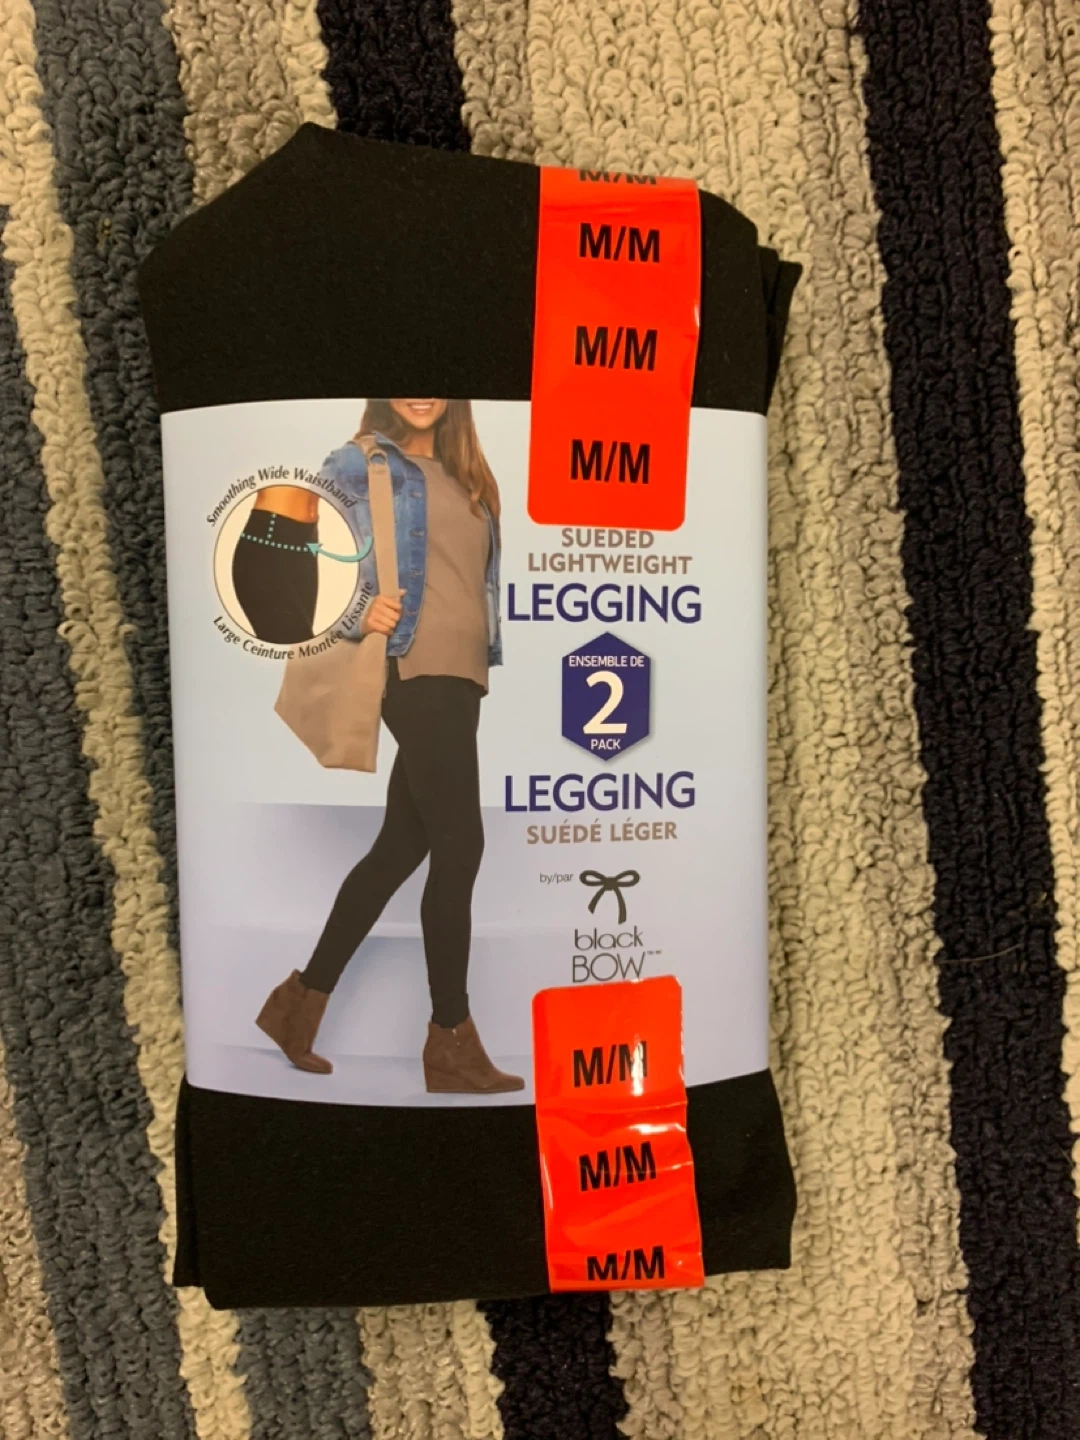 M/M
M/M
M/M
M/M
Smoothing Wide Waistband
Large Ceinture Montée Lissante
SUEDED
LIGHTWEIGHT
LEGGING
ENSEMBLE DE
2
PACK
LEGGING
SUÉDÉ LÉGER
by/par
black
BOW
M/M
M/M
M/M